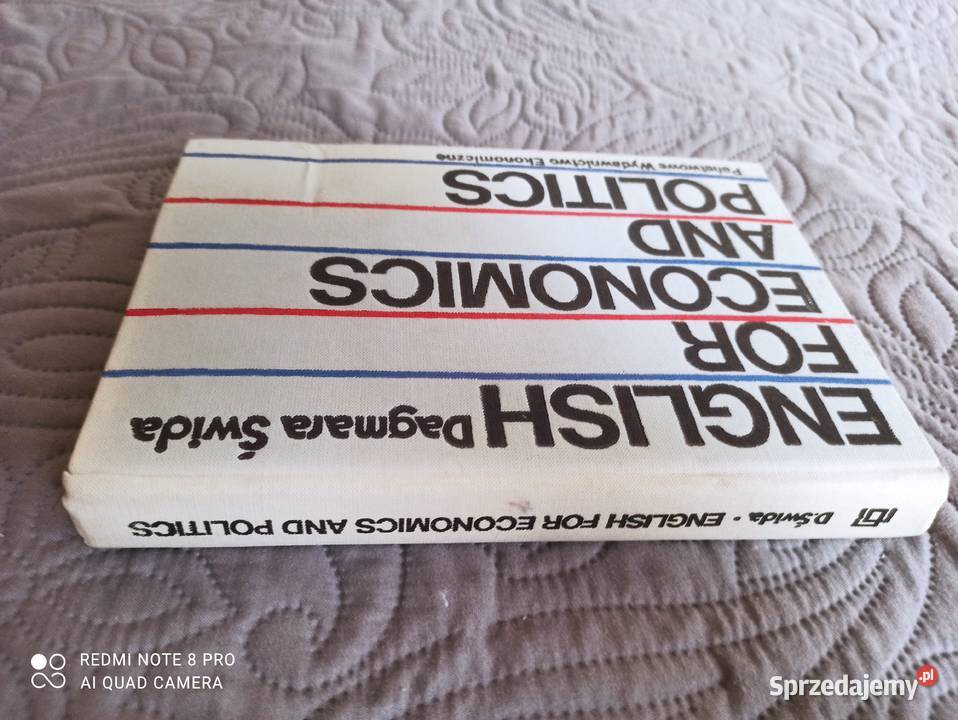 ENGLISH Dagmara Świda
FOR
ECONOMICS
AND
POLITICS
Państwowe Wydawnictwo Ekonomiczne
D.Świda • ENGLISH FOR ECONOMICS AND POLITICS
REDMI NOTE 8 PRO
AI QUAD CAMERA
Sprzedajemy.pl